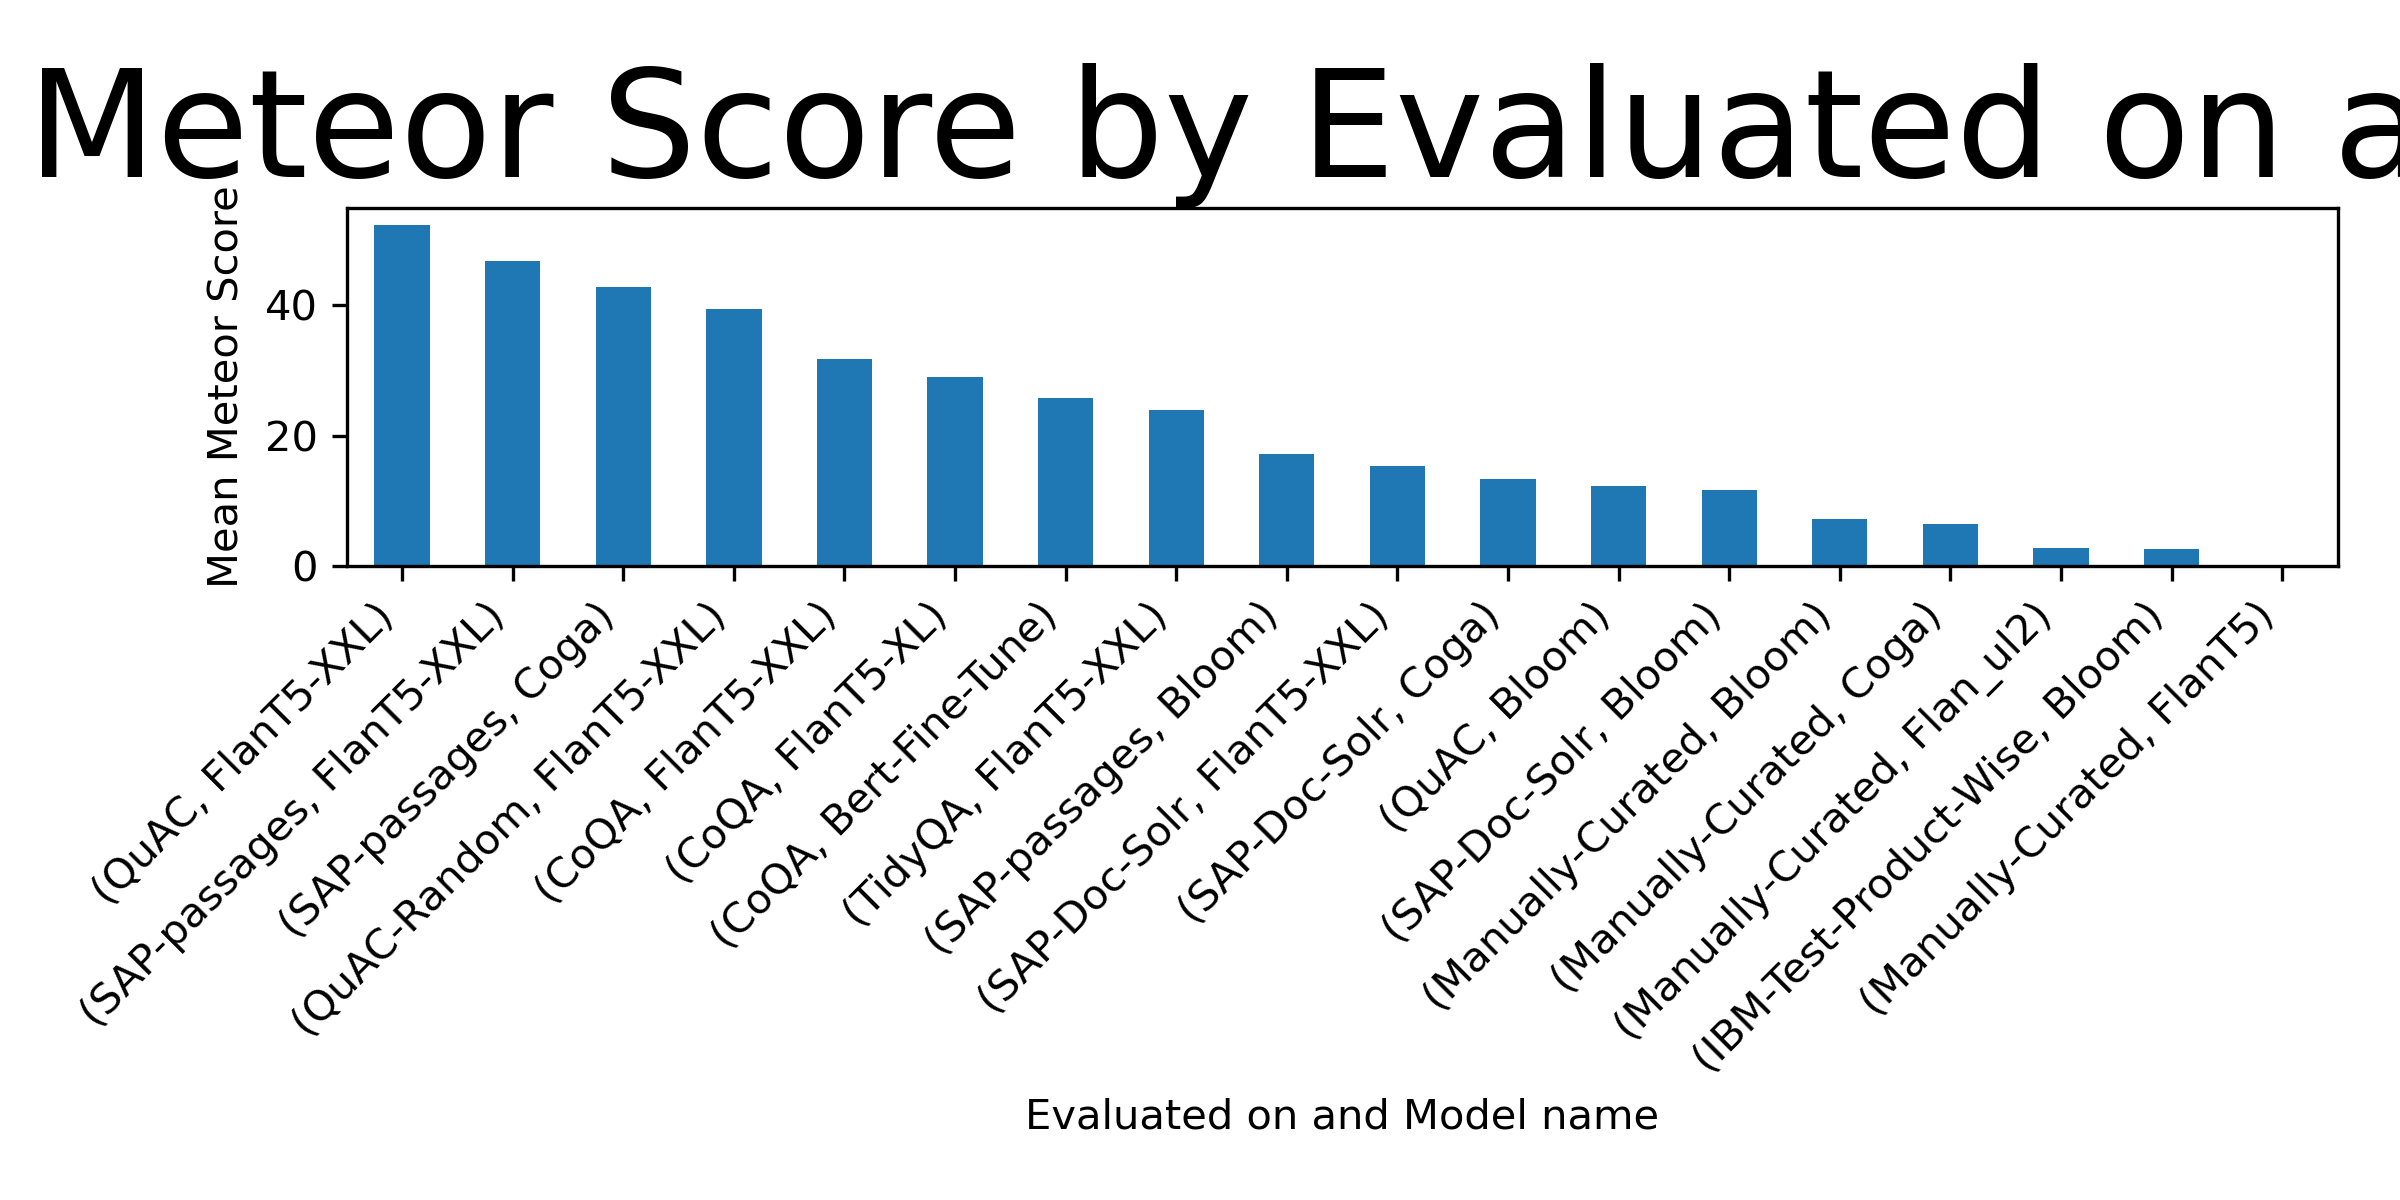 Meteor Score by Evaluated on a
Mean Meteor Score
40
20
0
(QuAC, FlanT5-XXL)
(SAP-passages, FlanT5-XXL)
(SAP-passages, Coga)
(QuAC-Random, FlanT5-XXL)
(CoQA, FlanT5-XXL)
(CoQA, FlanT5-XL)
(CoQA, Bert-Fine-Tune)
(TidyQA, FlanT5-XXL)
(SAP-passages, Bloom)
(SAP-Doc-Solr, FlanT5-XXL)
(SAP-Doc-Solr, Coga)
(QuAC, Bloom)
(SAP-Doc-Solr, Bloom)
(Manually-Curated, Bloom)
(Manually-Curated, Coga)
(Manually-Curated, Flan_ul2)
(IBM-Test-Product-Wise, Bloom)
(Manually-Curated, FlanT5)
Evaluated on and Model name